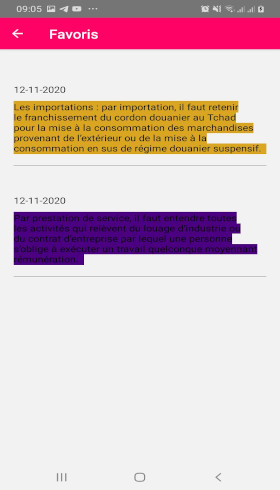 09:05
Favoris
12-11-2020
Les importations : par importation, il faut retenir
le franchissement du cordon douanier au Tchad
pour la mise à la consommation des marchandises
provenant de l'extérieur ou de la mise à la
consommation en sus de régime douanier suspensif.
12-11-2020
Par prestation de service, il faut entendre toutes
les activités qui relèvent du louage d'industrie ou
du contrat d'entreprise par lequel une personne
s'oblige à exécuter un travail quelconque moyennant
rémunération.